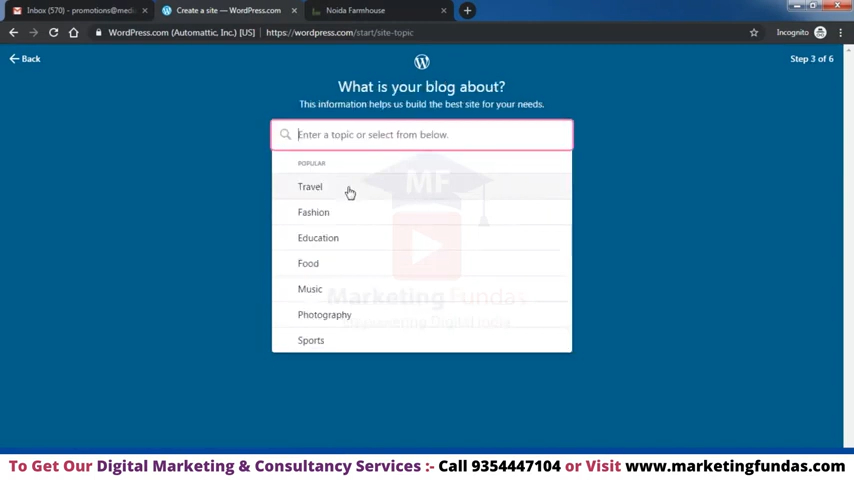 Inbox (570) - promotions@med
Create a site — WordPress.com
Noida Farmhouse
WordPress.com (Automattic, Inc.) [US]
https://wordpress.com/start/site-topic
Incognito
Back
Step 3 of 6
What is your blog about?
This information helps us build the best site for your needs.
Enter a topic or select from below.
POPULAR
Travel
MF
Fashion
Education
Food
Music
Marketing Fundas
Photography
Sports
To Get Our Digital Marketing & Consultancy Services :- Call 9354447104 or Visit www.marketingfundas.com